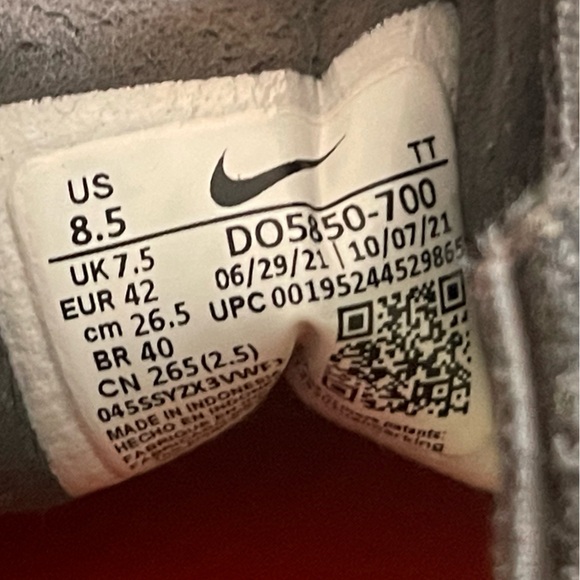 US
8.5
UK 7.5
EUR 42
cm 26.5
BR 40
CN 265(2.5)
MADE IN INDONESIA
HECHO EN
TT
DO5850-700
06/29/21 \ 10/07/21
UPC 00195244529865
patents: